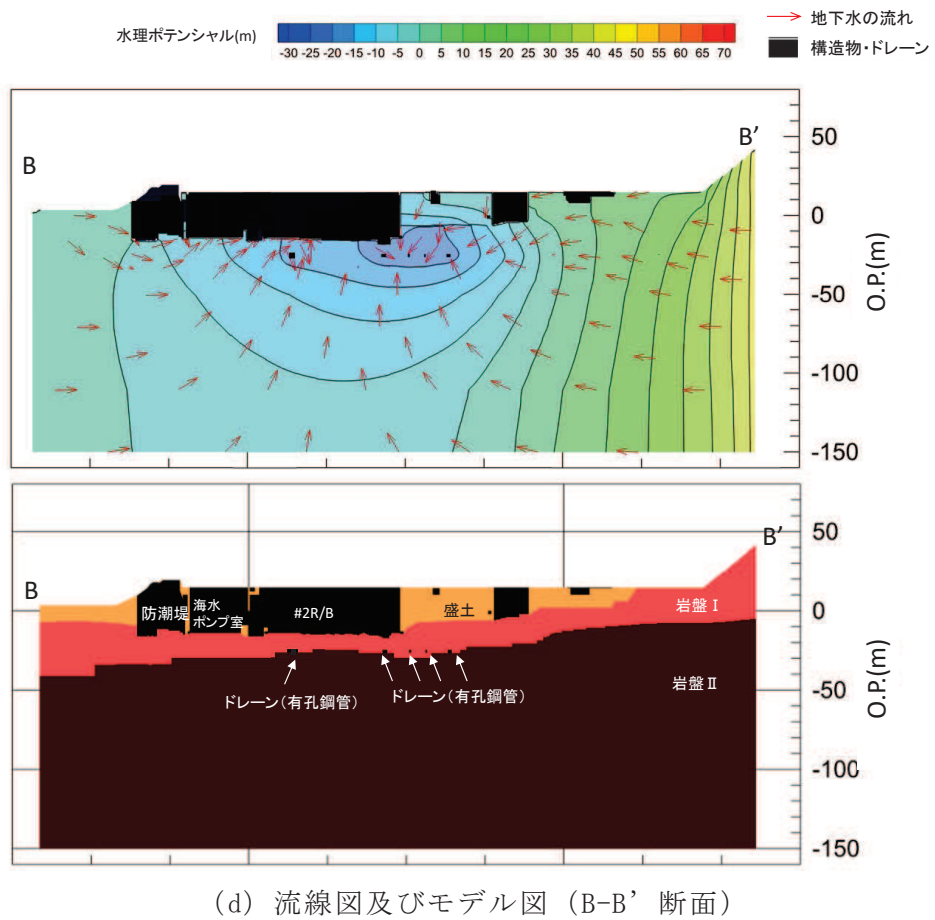 水理ポテンシャル(m)
-30 -25 -20 -15 -10 -5 0 5 10 15 20 25 30 35 40 45 50 55 60 65 70
地下水の流れ
構造物・ドレーン
B
B’
50
0
-50
-100
-150
O.P.(m)
B
B’
防潮堤
海水
ポンプ室
#2R/B
盛土
岩盤Ⅰ
岩盤Ⅱ
ドレーン(有孔鋼管)
ドレーン(有孔鋼管)
50
0
-50
-100
-150
O.P.(m)
(d) 流線図及びモデル図 (B-B’ 断面)